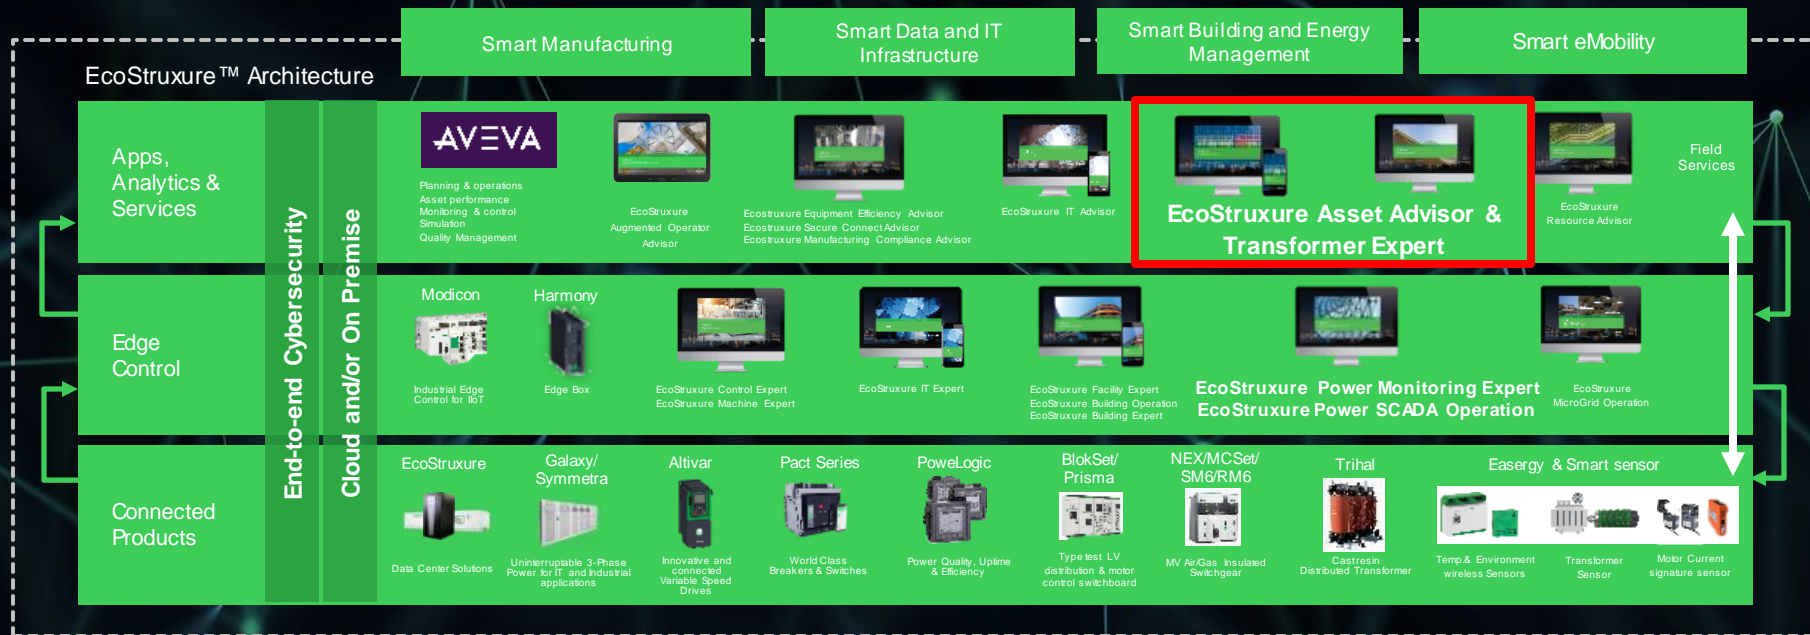 Smart Manufacturing
Smart Data and IT
Infrastructure
Smart Building and Energy
Management
Smart eMobility
EcoStruxure™ Architecture
Apps,
Analytics &
Services
End-to-end Cybersecurity
Cloud and/or On Premise
AVEVA
Planning & operations
Asset performance
Monitoring & control
Simulation
Quality Management
EcoStruxure
Augmented Operator
Advisor
Ecostruxure Equipment Efficiency Advisor
Ecostruxure Secure Connect Advisor
Ecostruxure Manufacturing Compliance Advisor
EcoStruxure IT Advisor
EcoStruxure Asset Advisor &
Transformer Expert
EcoStruxure
Resource Advisor
Field
Services
Edge
Control
Modicon
Industrial Edge
Control for IIoT
Harmony
Edge Box
EcoStruxure Control Expert
EcoStruxure Machine Expert
EcoStruxure IT Expert
EcoStruxure Facility Expert
EcoStruxure Building Operation
EcoStruxure Building Expert
EcoStruxure Power Monitoring Expert
EcoStruxure Power SCADA Operation
EcoStruxure
MicroGrid Operation
Connected
Products
EcoStruxure
Data Center Solutions
Galaxy/
Symmetra
Uninterruptable 3-Phase
Power for IT and Industrial
applications
Altivar
Innovative and
connected
Variable Speed
Drives
Pact Series
World Class
Breakers & Switches
PoweLogic
Power Quality, Uptime
& Efficiency
BlokSet/
Prisma
Type test LV
distribution & motor
control switchboard
NEX/MCSet/
SM6/RM6
MV Air/Gas Insulated
Switchgear
Trihal
Castresin
Distributed Transformer
Easergy & Smart sensor
Temp.& Environment
wireless Sensors
Transformer
Sensor
Motor Current
signature sensor